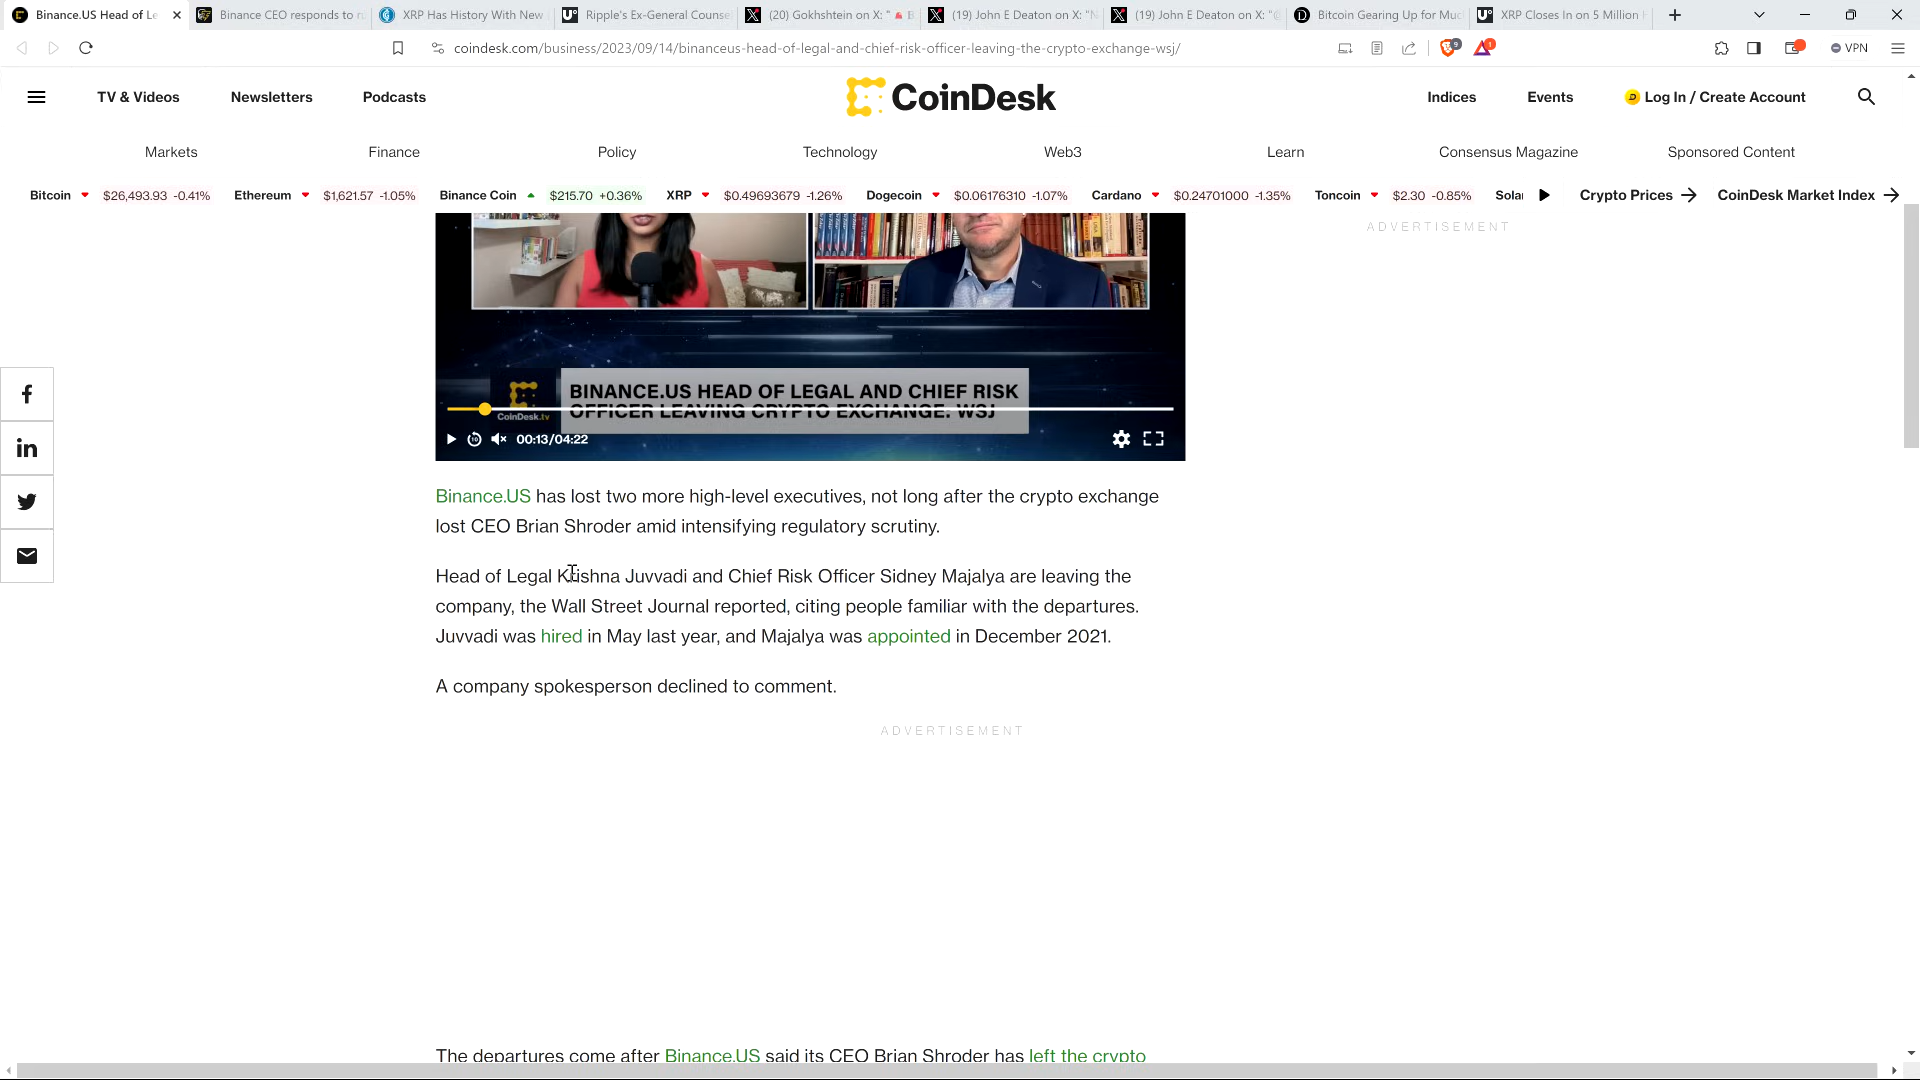 Binance.US Head of Le
Binance CEO responds to ru
XRP Has History With New
Ripple's Ex-General Counse
(20) Gokhshtein on X: "
(19) John E Deaton on X: "N
(19) John E Deaton on X: "@
Bitcoin Gearing Up for Muc
XRP Closes In on 5 Million H
coindesk.com/business/2023/09/14/binanceus-head-of-legal-and-chief-risk-officer-leaving-the-crypto-exchange-wsj/
9
1
VPN
TV & Videos
Newsletters
Podcasts
CoinDesk
Indices
Events
Log In / Create Account
Markets
Finance
Policy
Technology
Web3
Learn
Consensus Magazine
Sponsored Content
Bitcoin $26,493.93 -0.41%
Ethereum $1,621.57 -1.05%
Binance Coin $215.70 +0.36%
XRP $0.49693679 -1.26%
Dogecoin $0.06176310 -1.07%
Cardano $0.24701000 -1.35%
Toncoin $2.30 -0.85%
Solar
Crypto Prices
CoinDesk Market Index
ADVERTISEMENT
BINANCE.US HEAD OF LEGAL AND CHIEF RISK
OFFICER LEAVING CRYPTO EXCHANGE: WSJ
CoinDesk.tv
10
00:13/04:22
Binance.US has lost two more high-level executives, not long after the crypto exchange
lost CEO Brian Shroder amid intensifying regulatory scrutiny.
Head of Legal Krishna Juvvadi and Chief Risk Officer Sidney Majalya are leaving the
company, the Wall Street Journal reported, citing people familiar with the departures.
Juvvadi was hired in May last year, and Majalya was appointed in December 2021.
A company spokesperson declined to comment.
ADVERTISEMENT
The departures come after Binance.US said its CEO Brian Shroder has left the crypto